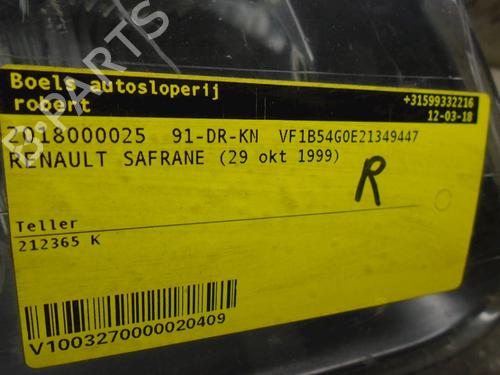 Boels autosloperij
robert
+31599332216
12-03-18
2018000025 91-DR-KN VF1B54G0E21349447
RENAULT SAFRANE (29 okt 1999)
R
Teller
212365 K
V1003270000020409